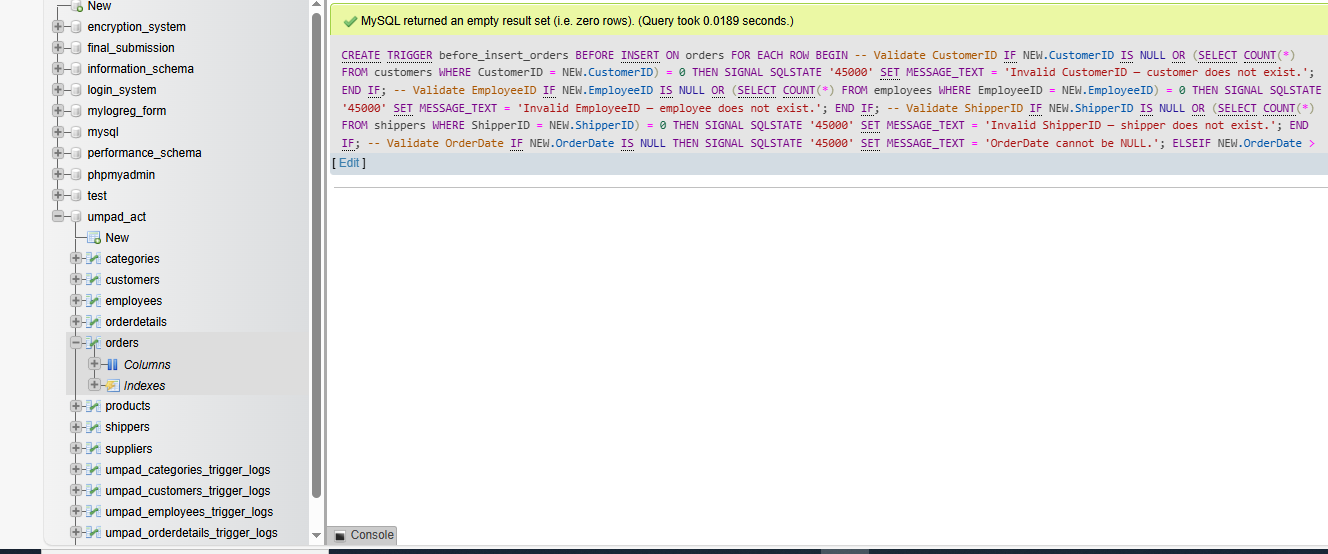 New
encryption_system
final_submission
information_schema
login_system
mylogreg_form
mysql
performance_schema
phpmyadmin
test
umpad_act
New
categories
customers
employees
orderdetails
orders
Columns
Indexes
products
shippers
suppliers
umpad_categories_trigger_logs
umpad_customers_trigger_logs
umpad_employees_trigger_logs
umpad_orderdetails_trigger_logs
MySQL returned an empty result set (i.e. zero rows). (Query took 0.0189 seconds.)
CREATE TRIGGER before_insert_orders BEFORE INSERT ON orders FOR EACH ROW BEGIN -- Validate CustomerID IF NEW.CustomerID IS NULL OR (SELECT COUNT(*)
FROM customers WHERE CustomerID = NEW.CustomerID) = 0 THEN SIGNAL SQLSTATE '45000' SET MESSAGE_TEXT = 'Invalid CustomerID – customer does not exist.';
END IF; -- Validate EmployeeID IF NEW.EmployeeID IS NULL OR (SELECT COUNT(*) FROM employees WHERE EmployeeID = NEW.EmployeeID) = 0 THEN SIGNAL SQLSTATE
'45000' SET MESSAGE_TEXT = 'Invalid EmployeeID – employee does not exist.'; END IF; -- Validate ShipperID IF NEW.ShipperID IS NULL OR (SELECT COUNT(*)
FROM shippers WHERE ShipperID = NEW.ShipperID) = 0 THEN SIGNAL SQLSTATE '45000' SET MESSAGE_TEXT = 'Invalid ShipperID – shipper does not exist.'; END
IF; -- Validate OrderDate IF NEW.OrderDate IS NULL THEN SIGNAL SQLSTATE '45000' SET MESSAGE_TEXT = 'OrderDate cannot be NULL.'; ELSEIF NEW.OrderDate >
[ Edit ]
Console